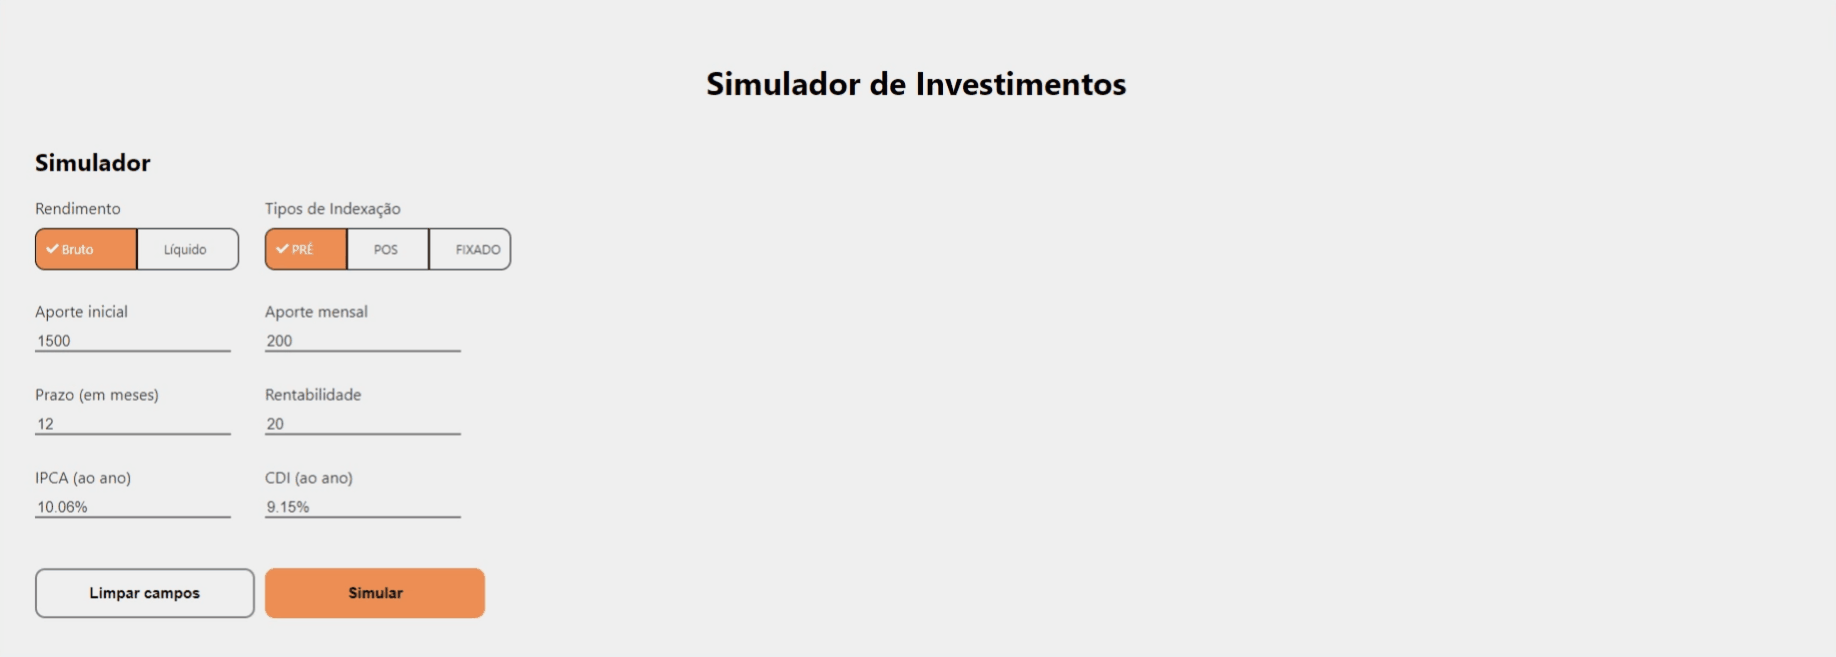 Simulador de Investimentos
Simulador
Rendimento
Tipos de Indexação
Bruto
Líquido
PRÉ
POS
FIXADO
Aporte inicial
Aporte mensal
1500
200
Prazo (em meses)
Rentabilidade
12
20
IPCA (ao ano)
CDI (ao ano)
10.06%
9.15%
Limpar campos
Simular